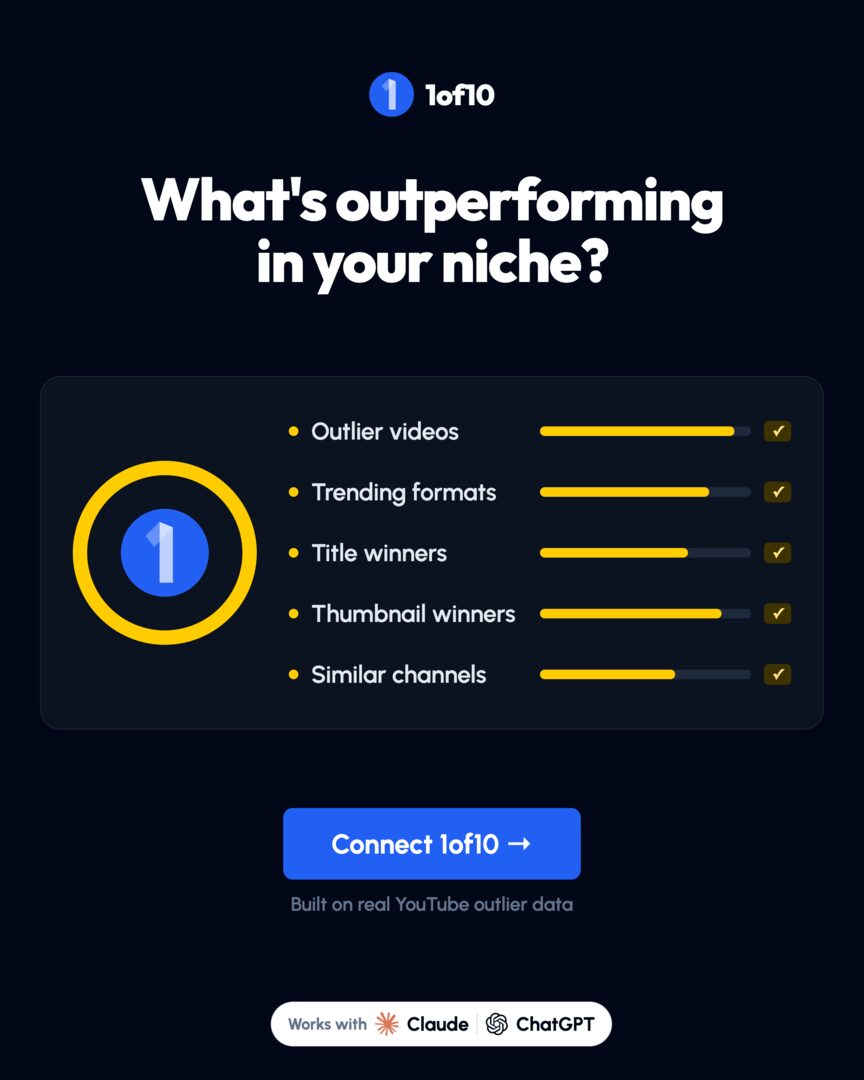 1of10
What's outperforming
in your niche?
Outlier videos ✓
Trending formats ✓
Title winners ✓
Thumbnail winners ✓
Similar channels ✓
1
Connect 1of10 →
Built on real YouTube outlier data
Works with Claude ChatGPT